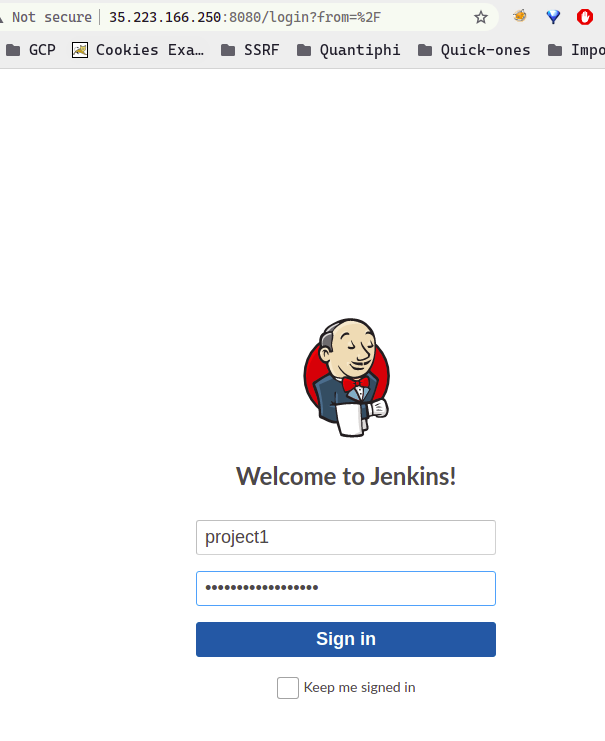 Not secure 35.223.166.250:8080/login?from=%2F
GCP Cookies Exa… SSRF Quantiphi Quick-ones Impo
Welcome to Jenkins!
project1
••••••••••••••••••
Sign in
Keep me signed in